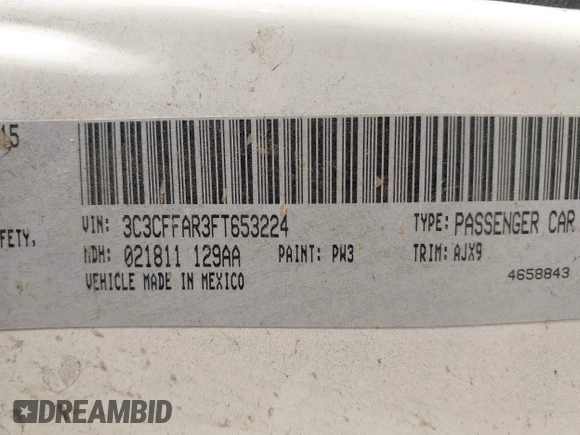 15
FETY,
VIN: 3C3CFFAR3FT653224 TYPE: PASSENGER CAR
MDH: 021811 129AA PAINT: PW3 TRIM: AJX9
VEHICLE MADE IN MEXICO 4658843
DREAMBID